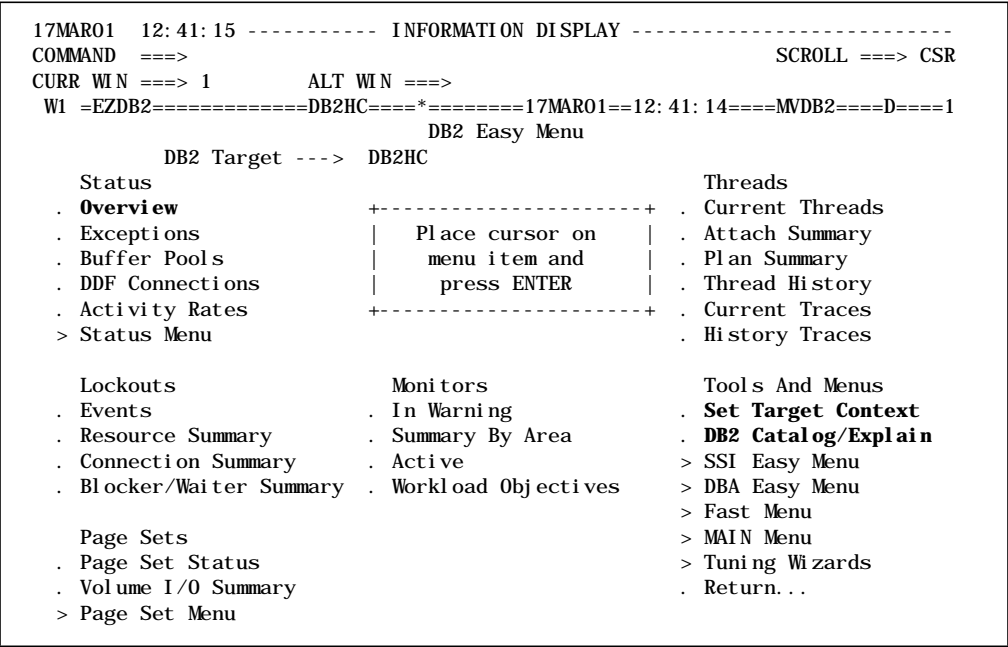 17MAR01  12:41:15 ----------- INFORMATION DISPLAY ---------------------------
COMMAND  ===>                                                 SCROLL ===> CSR
CURR WIN ===> 1        ALT WIN ===>
 W1 =EZDB2=============DB2HC====*========17MAR01==12:41:14====MVDB2====D====1
                                 DB2 Easy Menu
           DB2 Target --->  DB2HC
    Status                                              Threads
  . Overview                +----------------------+  . Current Threads
  . Exceptions              |   Place cursor on    |  . Attach Summary
  . Buffer Pools            |    menu item and     |  . Plan Summary
  . DDF Connections         |     press ENTER      |  . Thread History
  . Activity Rates          +----------------------+  . Current Traces
  > Status Menu                                       . History Traces

    Lockouts                  Monitors                  Tools And Menus
  . Events                  . In Warning              . Set Target Context
  . Resource Summary        . Summary By Area         . DB2 Catalog/Explain
  . Connection Summary      . Active                  > SSI Easy Menu
  . Blocker/Waiter Summary  . Workload Objectives     > DBA Easy Menu
                                                      > Fast Menu
    Page Sets                                         > MAIN Menu
  . Page Set Status                                   > Tuning Wizards
  . Volume I/O Summary                                . Return...
  > Page Set Menu